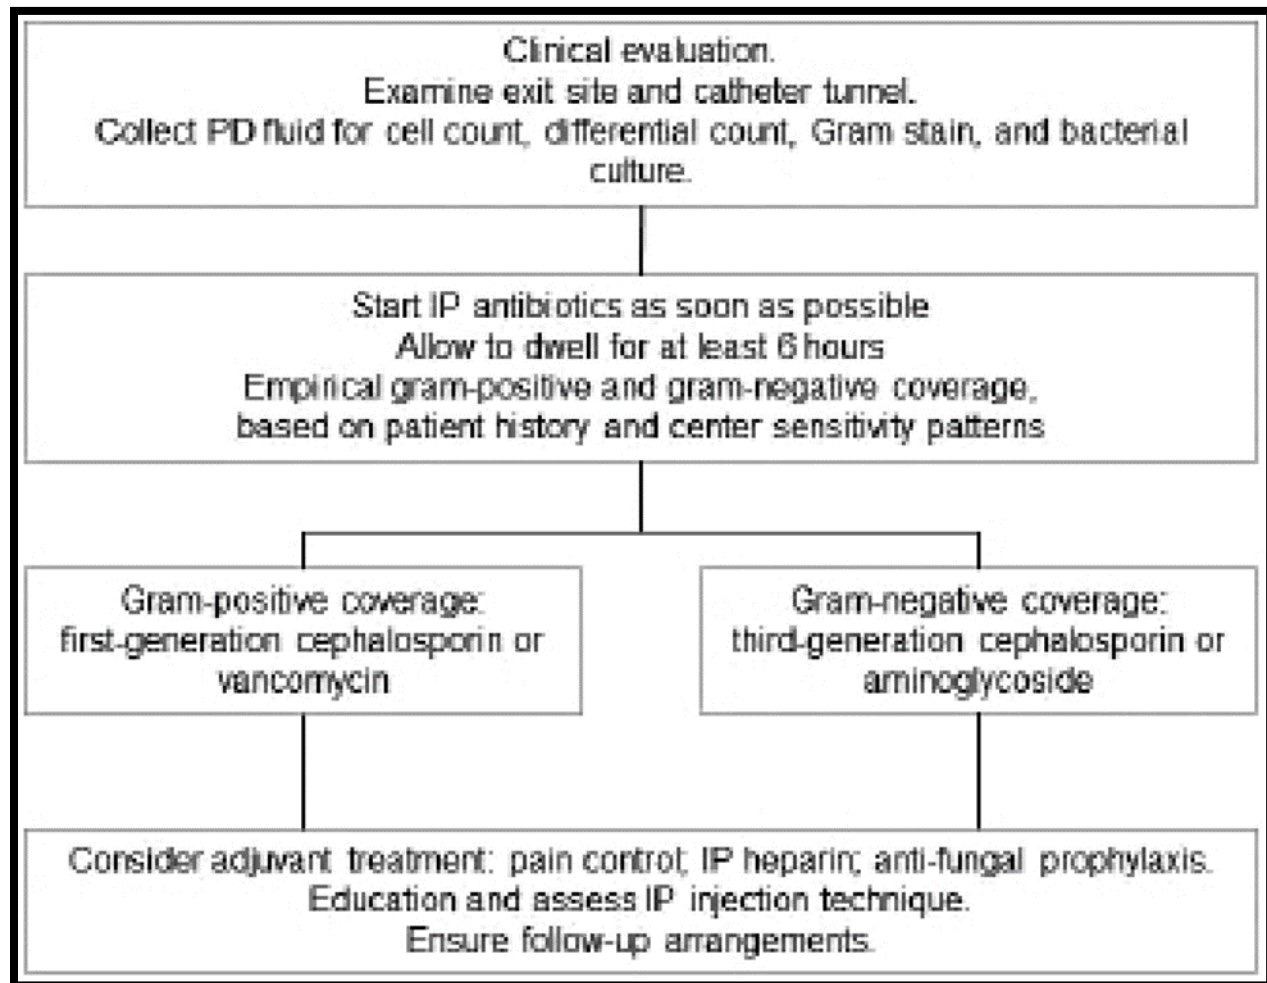 Clinical evaluation.
Examine exit site and catheter tunnel.
Collect PD fluid for cell count, differential count, Gram stain, and bacterial
culture.
Start IP antibiotics as soon as possible
Allow to dwell for at least 6 hours
Empirical gram-positive and gram-negative coverage,
based on patient history and center sensitivity patterns
Gram-positive coverage:
first-generation cephalosporin or
vancomycin
Gram-negative coverage:
third-generation cephalosporin or
aminoglycoside
Consider adjuvant treatment: pain control; IP heparin; anti-fungal prophylaxis.
Education and assess IP injection technique.
Ensure follow-up arrangements.